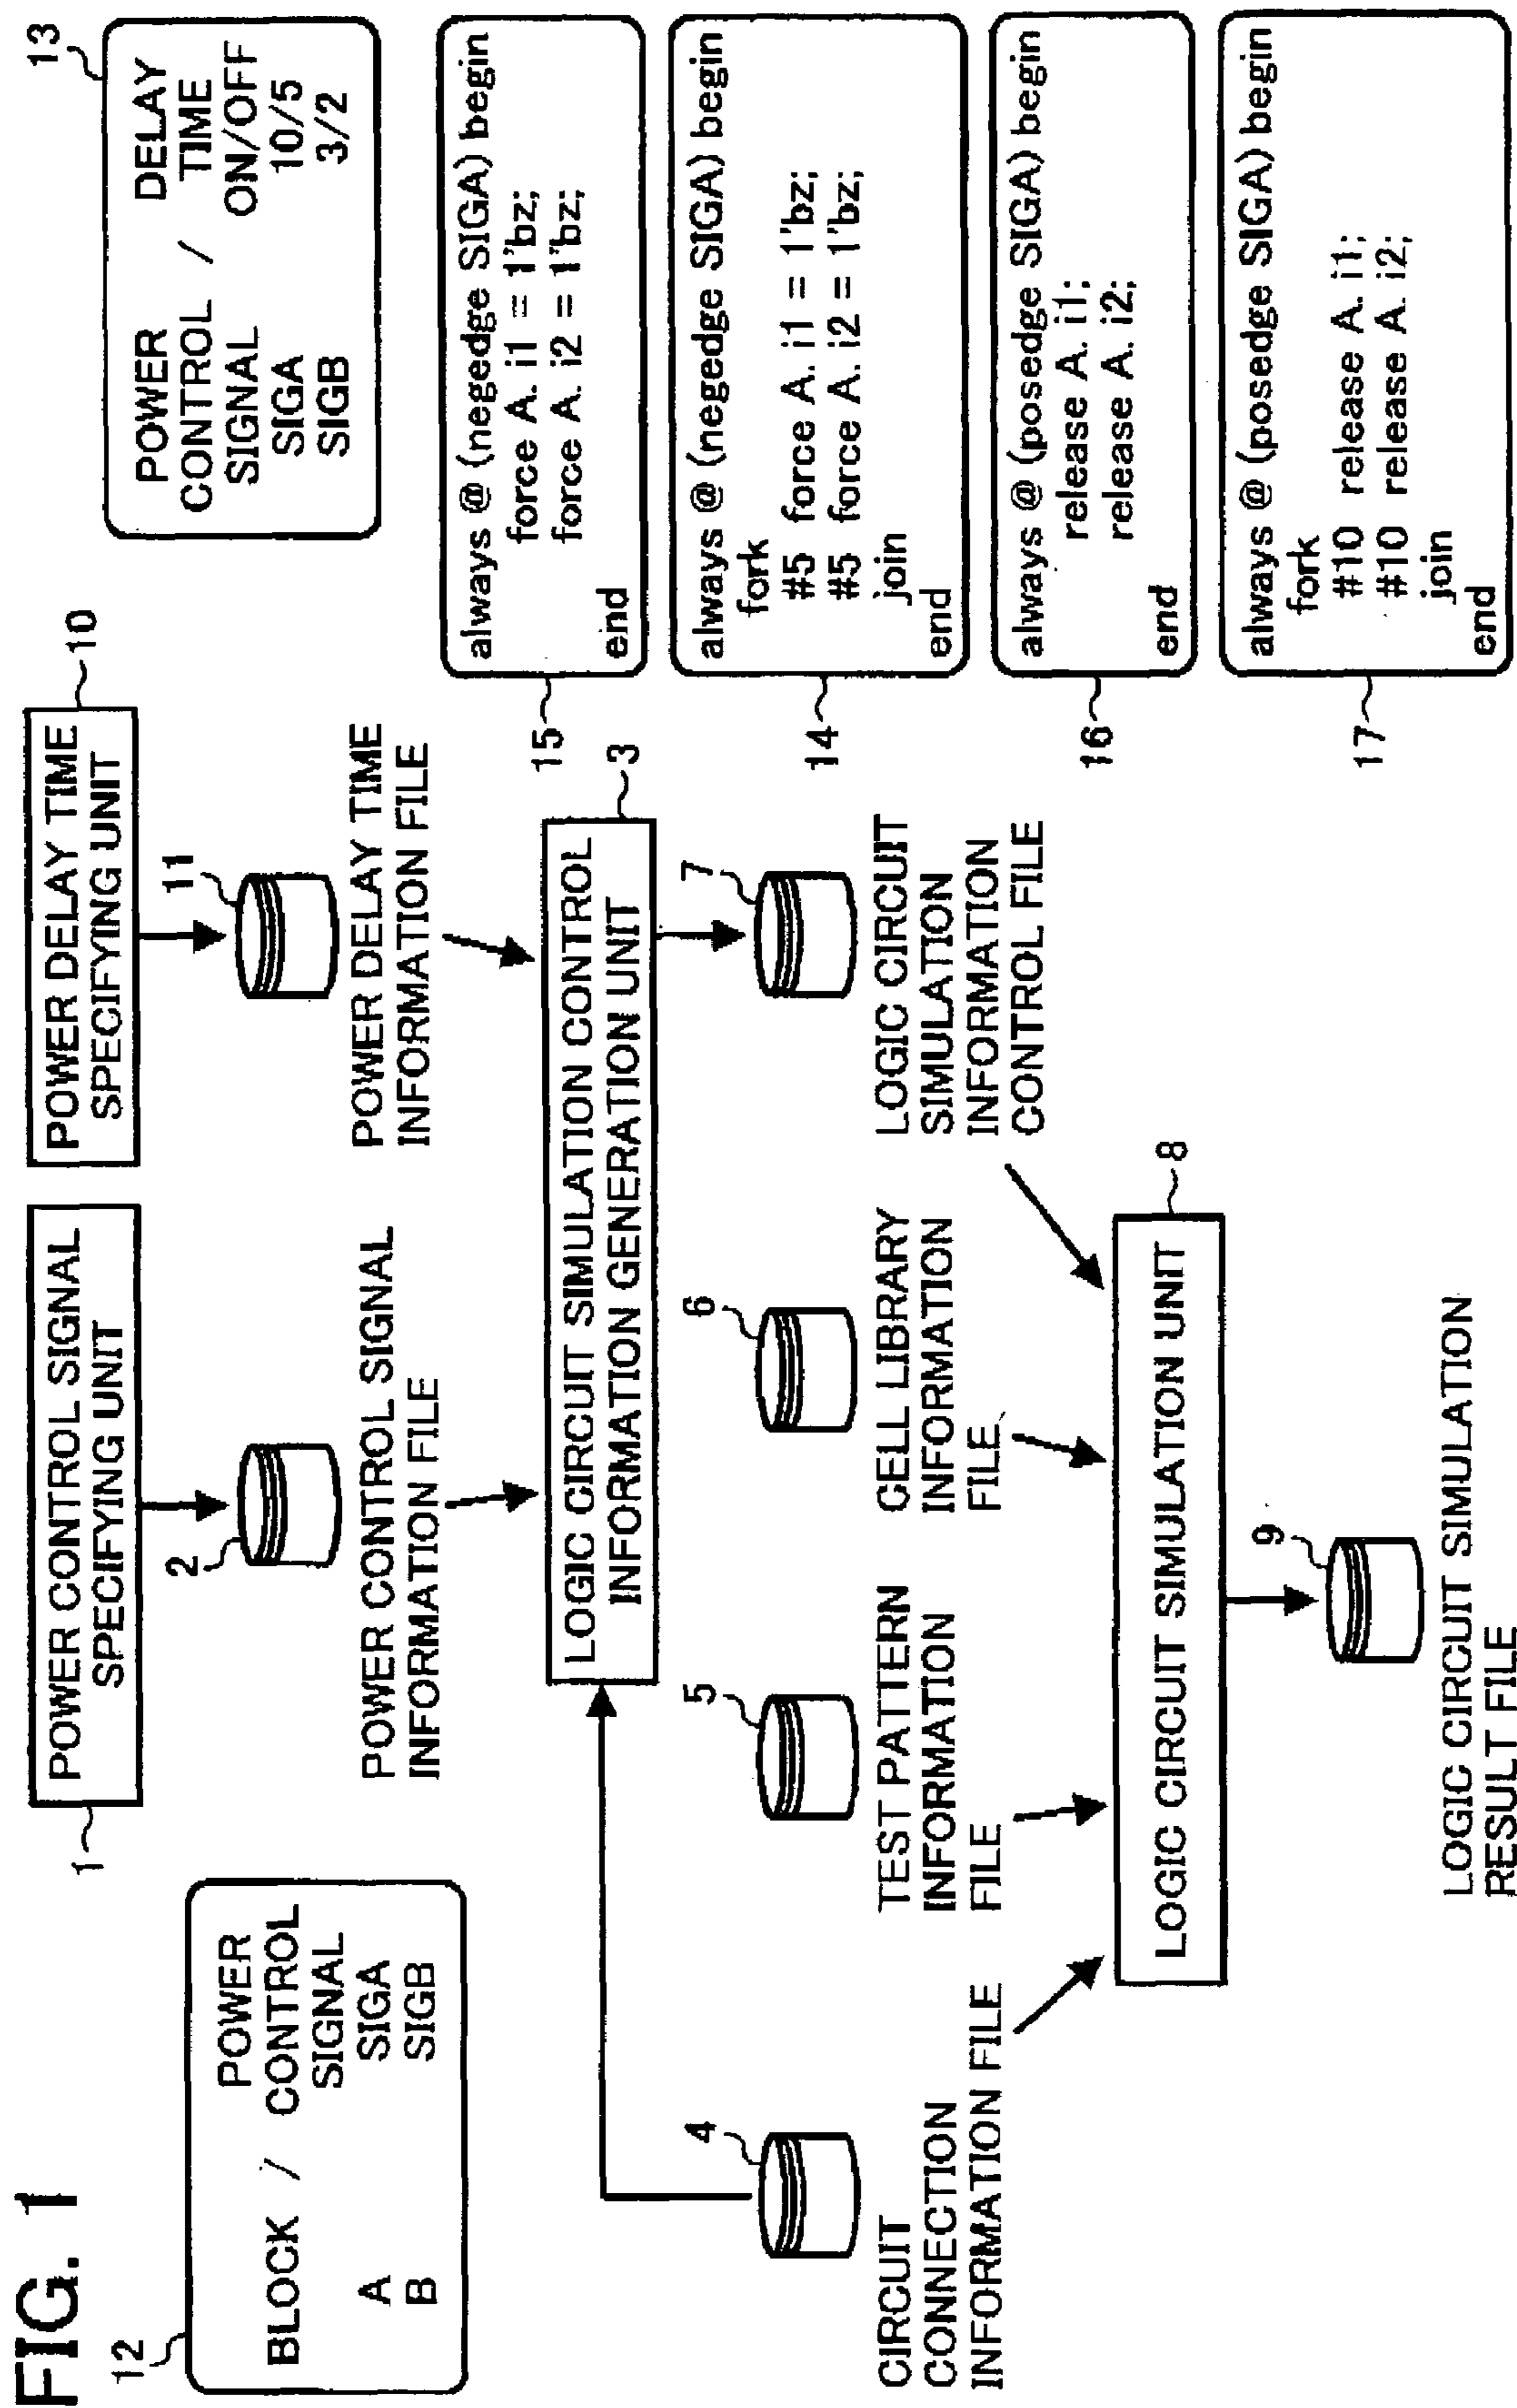 FIG. 1
12
BLOCK / POWER
CONTROL
SIGNAL
A SIGA
B SIGB
1
POWER CONTROL SIGNAL
SPECIFYING UNIT
2
POWER CONTROL SIGNAL
INFORMATION FILE
POWER DELAY TIME
SPECIFYING UNIT
10
11
POWER DELAY TIME
INFORMATION FILE
13
POWER
CONTROL /
SIGNAL
DELAY
TIME
ON/OFF
SIGA 10/5
SIGB 3/2
LOGIC CIRCUIT SIMULATION CONTROL
INFORMATION GENERATION UNIT
3
4
CIRCUIT
CONNECTION
INFORMATION FILE
5
TEST PATTERN
INFORMATION
FILE
6
CELL LIBRARY
INFORMATION
FILE
7
LOGIC CIRCUIT
SIMULATION
INFORMATION
CONTROL FILE
LOGIC CIRCUIT SIMULATION UNIT
8
9
LOGIC CIRCUIT SIMULATION
RESULT FILE
15
always @ (negedge SIGA) begin
force A. i1 = 1'bz;
force A. i2 = 1'bz;
end
14
always @ (negedge SIGA) begin
fork
#5 force A. i1 = 1'bz;
#5 force A. i2 = 1'bz;
join
end
16
always @ (posedge SIGA) begin
release A. i1;
release A. i2;
end
17
always @ (posedge SIGA) begin
fork
#10 release A. i1;
#10 release A. i2;
join
end